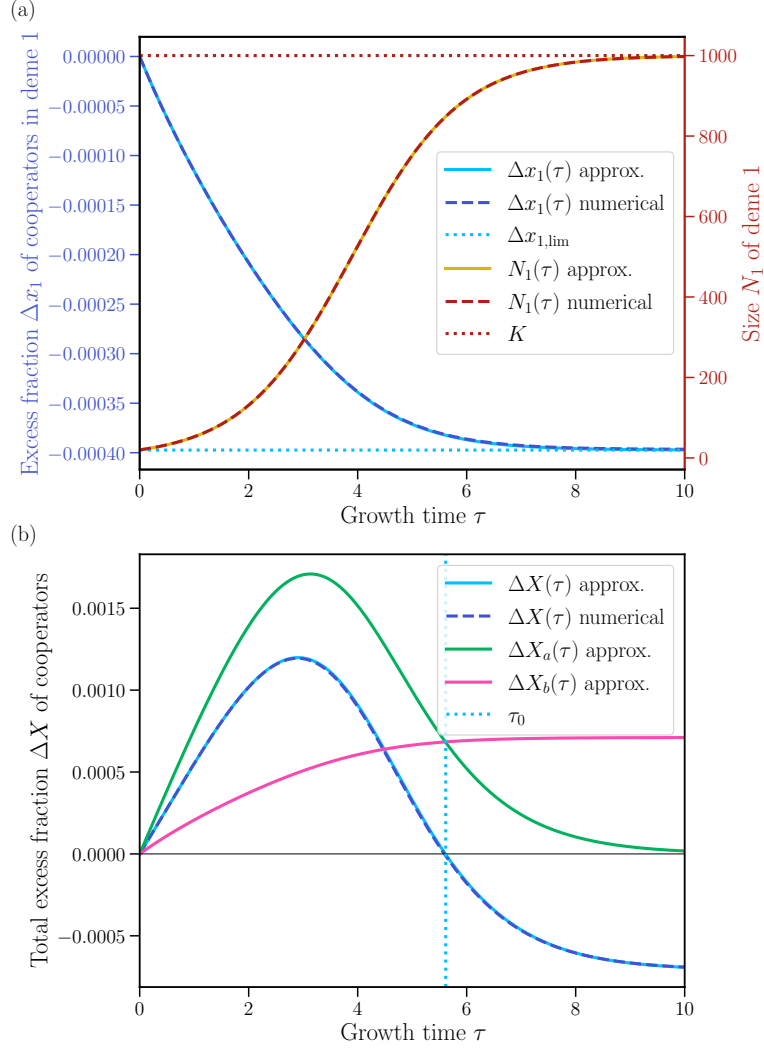 (a)
Excess fraction Δx₁ of cooperators in deme 1
0.00000
−0.00005
−0.00010
−0.00015
−0.00020
−0.00025
−0.00030
−0.00035
−0.00040
1000
800
600
400
200
0
Size N₁ of deme 1
Δx₁(τ) approx.
Δx₁(τ) numerical
Δx₁,lim
N₁(τ) approx.
N₁(τ) numerical
K
0 2 4 6 8 10
Growth time τ
(b)
Total excess fraction ΔX of cooperators
0.0015
0.0010
0.0005
0.0000
−0.0005
ΔX(τ) approx.
ΔX(τ) numerical
ΔXₐ(τ) approx.
ΔX_b(τ) approx.
τ₀
0 2 4 6 8 10
Growth time τ